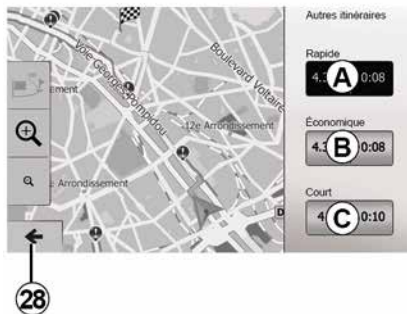 Autres itinéraires
Rapide
4.3 A 0:08
Économique
4.3 B 0:08
Court
4 C 0:10
Voie Georges Pompidou
Boulevard Voltaire
12e Arrondissement
Arrondissement
ement
D
28